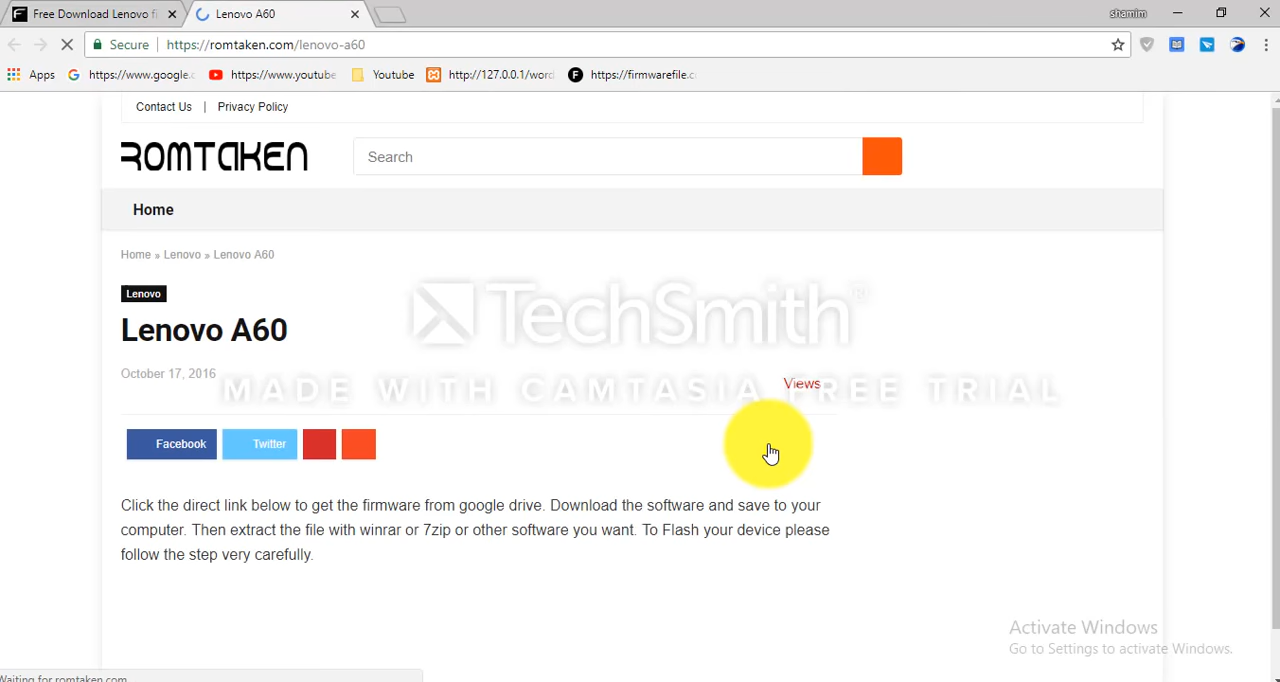 Free Download Lenovo fi
Lenovo A60
shamim
Secure | https://romtaken.com/lenovo-a60
Apps https://www.google.c https://www.youtube Youtube http://127.0.0.1/word https://firmwarefile.c
Contact Us | Privacy Policy
ROMTAKEN
Search
Home
Home » Lenovo » Lenovo A60
Lenovo
TechSmith®
Lenovo A60
October 17, 2016
MADE WITH CAMTASIA FREE TRIAL
Views
Facebook Twitter
Click the direct link below to get the firmware from google drive. Download the software and save to your
computer. Then extract the file with winrar or 7zip or other software you want. To Flash your device please
follow the step very carefully.
Activate Windows
Go to Settings to activate Windows.
Waiting for romtaken.com